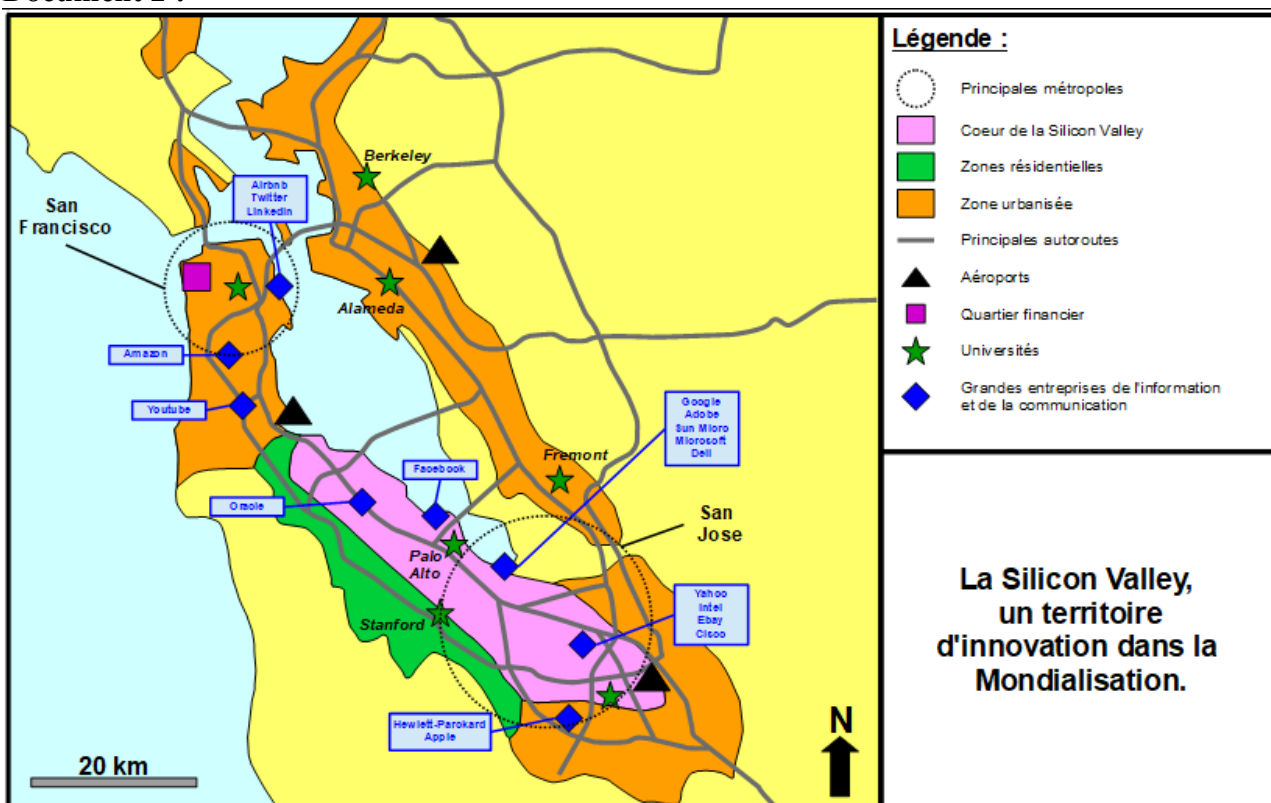 Document 2 :
Légende :
Principales métropoles
Coeur de la Silicon Valley
Zones résidentielles
Zone urbanisée
Principales autoroutes
Aéroports
Quartier financier
Universités
Grandes entreprises de l'information
et de la communication
La Silicon Valley,
un territoire
d'innovation dans la
Mondialisation.
San
Francisco
Airbnb
Twitter
Linkedin
Berkeley
Alameda
Amazon
Youtube
Google
Adobe
Sun Micro
Microsoft
Dell
Facebook
Fremont
Oracle
San
Jose
Palo
Alto
Stanford
Yahoo
Intel
Ebay
Cisco
Hewlett-Parckard
Apple
20 km
N